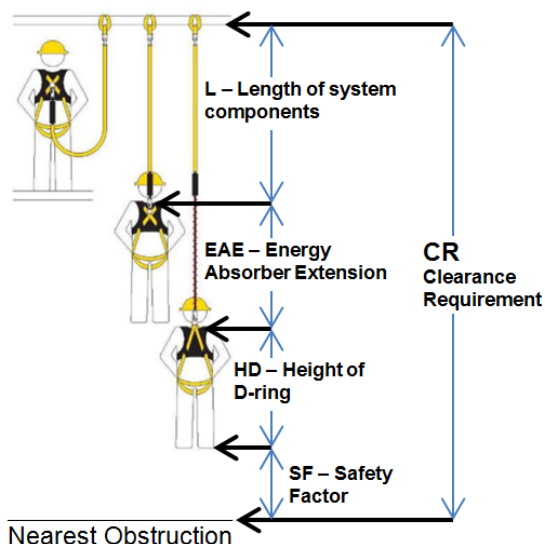 L – Length of system
components
EAE – Energy
Absorber Extension
CR
Clearance
Requirement
HD – Height of
D-ring
SF – Safety
Factor
Nearest Obstruction